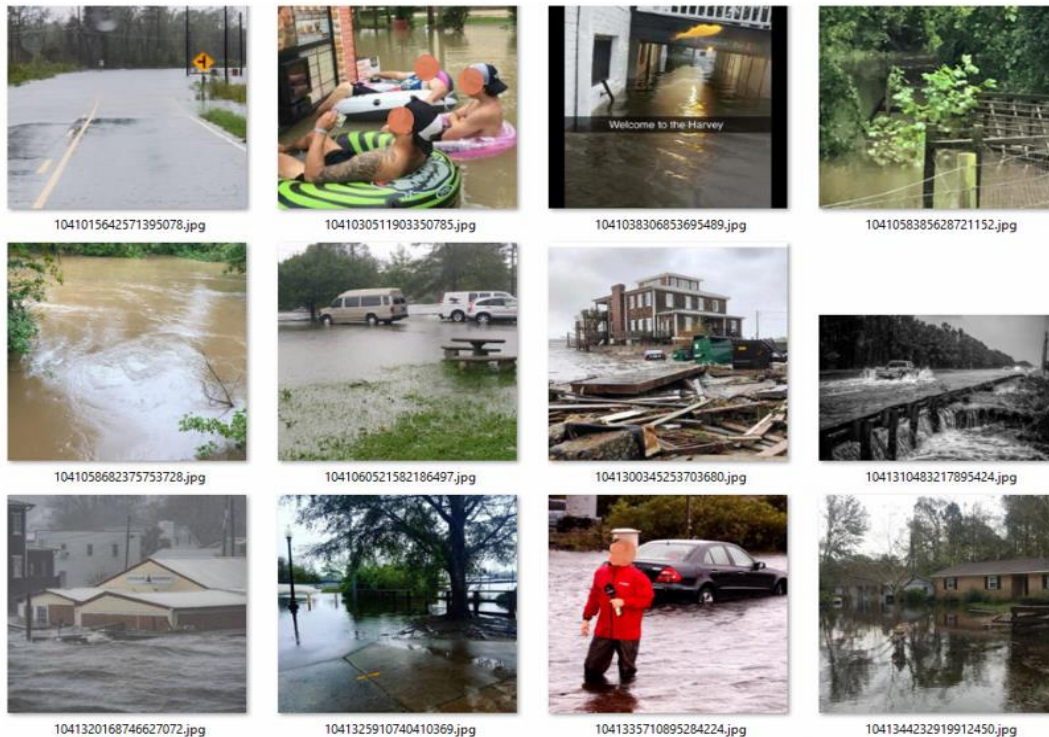 Welcome to the Harvey
1041015642571395078.jpg
1041030511903350785.jpg
1041038306853695489.jpg
1041058385628721152.jpg
1041058682375753728.jpg
1041060521582186497.jpg
1041300345253703680.jpg
1041310483217895424.jpg
1041320168746627072.jpg
1041325910740410369.jpg
1041335710895284224.jpg
1041344232919912450.jpg